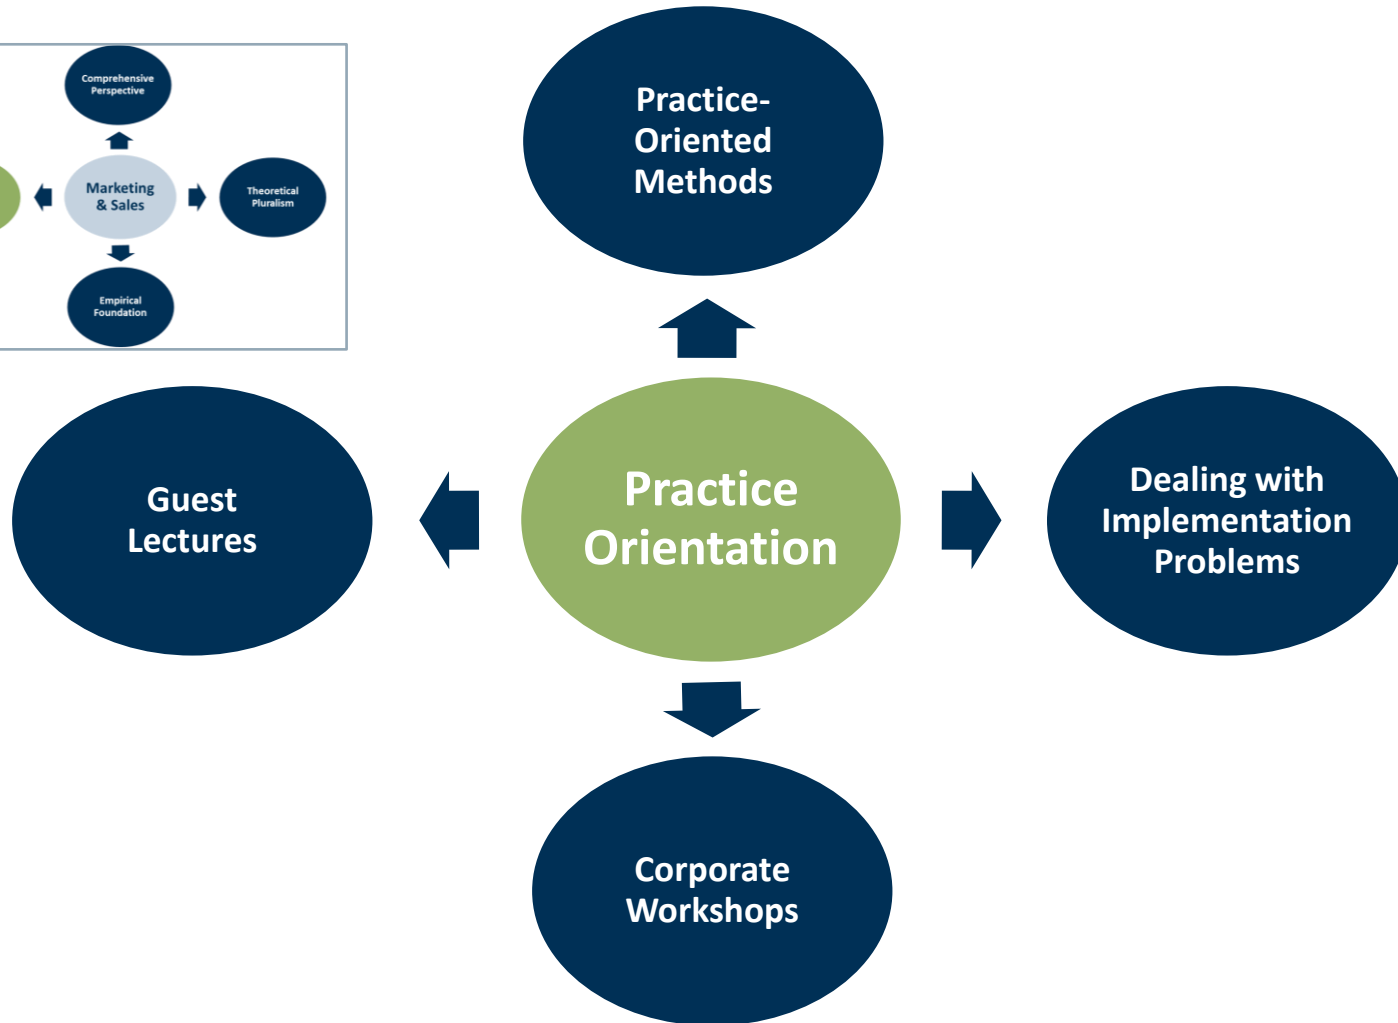 Comprehensive
Perspective
Marketing
& Sales
Theoretical
Pluralism
Empirical
Foundation
Practice-
Oriented
Methods
Guest
Lectures
Practice
Orientation
Dealing with
Implementation
Problems
Corporate
Workshops